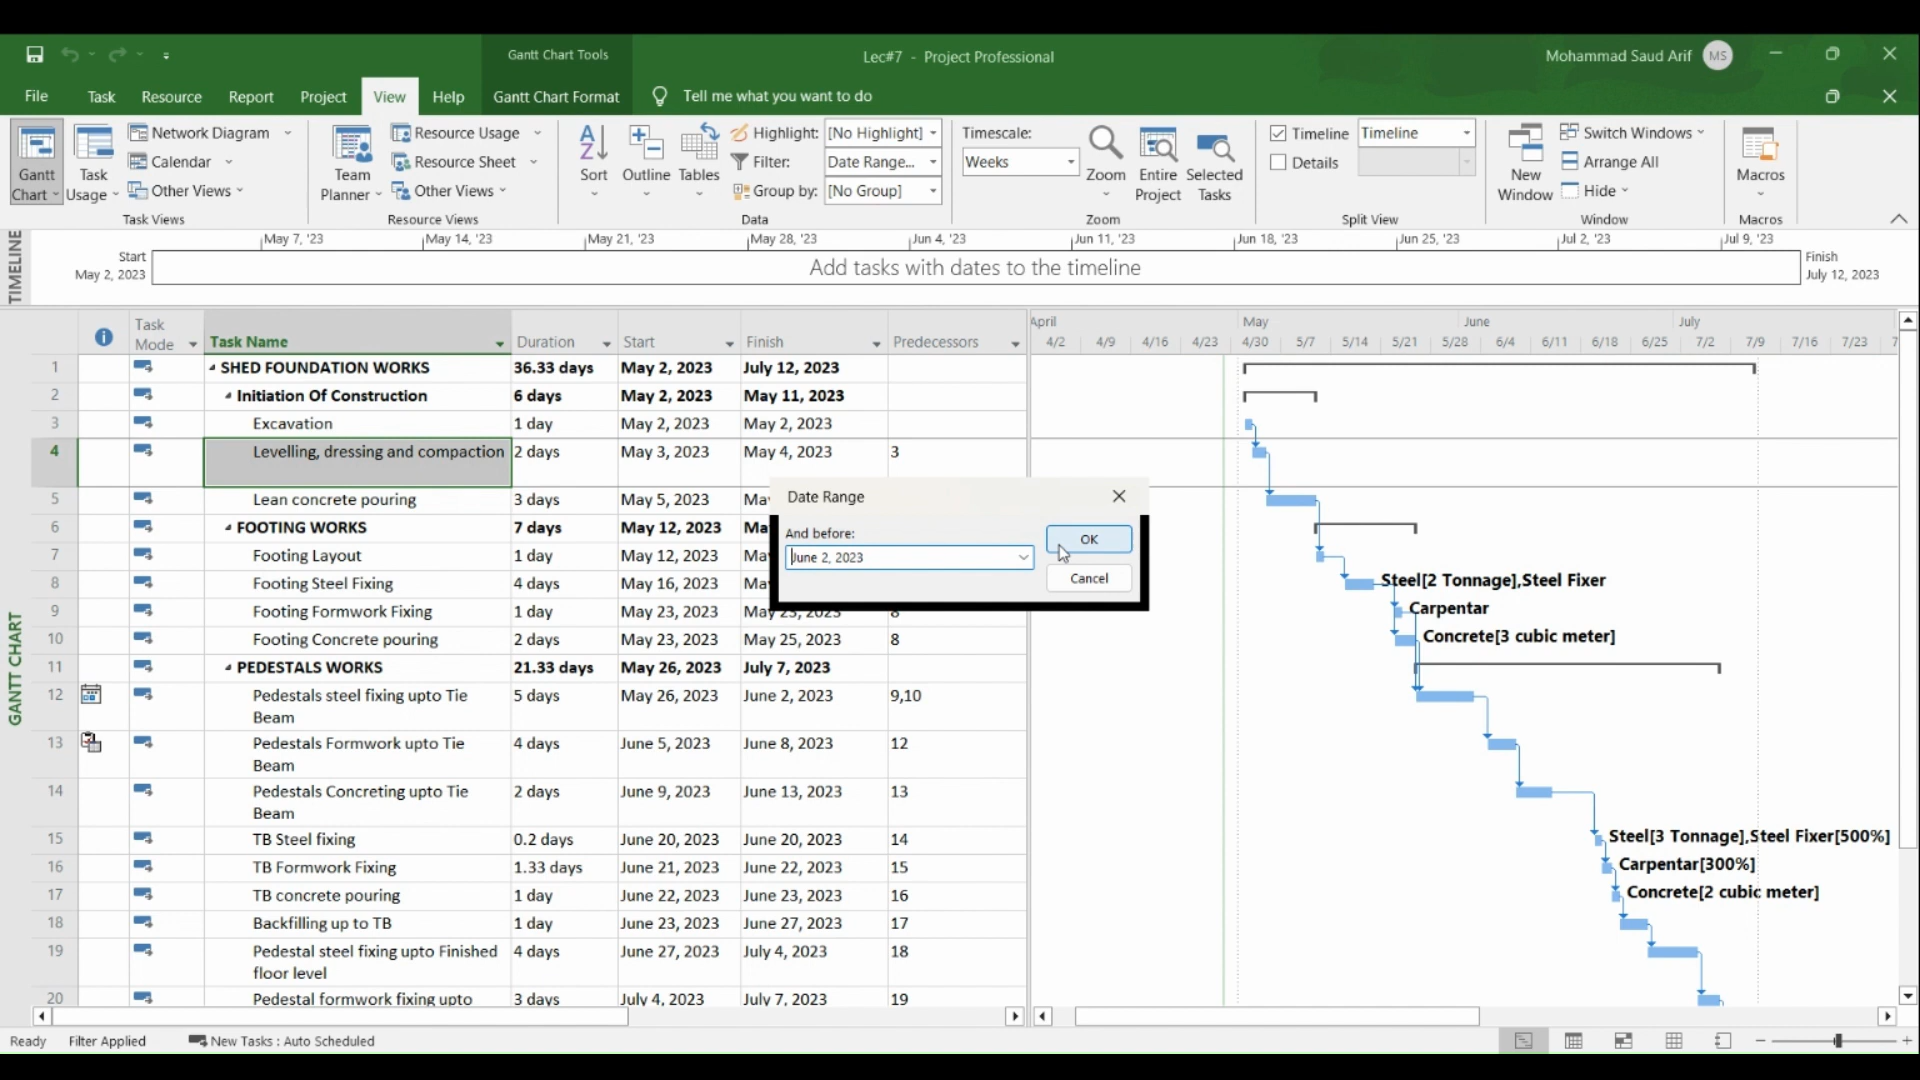 Gantt Chart Tools
Lec#7 - Project Professional
Mohammad Saud Arif MS
File Task Resource Report Project View Help Gantt Chart Format Tell me what you want to do
Gantt Chart
Task Usage
Network Diagram
Calendar
Other Views
Task Views
Team Planner
Resource Usage
Resource Sheet
Other Views
Resource Views
Sort
Outline
Tables
Highlight: [No Highlight]
Filter: Date Range...
Group by: [No Group]
Data
Timescale:
Weeks
Zoom
Entire Project
Selected Tasks
Zoom
Timeline Timeline
Details
Split View
New Window
Switch Windows
Arrange All
Hide
Window
Macros
Macros
TIMELINE
May 7, '23 May 14, '23 May 21, '23 May 28, '23 Jun 4, '23 Jun 11, '23 Jun 18, '23 Jun 25, '23 Jul 2, '23 Jul 9, '23
Start
May 2, 2023
Add tasks with dates to the timeline
Finish
July 12, 2023
GANTT CHART
Task Mode Task Name Duration Start Finish Predecessors
April May June July
4/2 4/9 4/16 4/23 4/30 5/7 5/14 5/21 5/28 6/4 6/11 6/18 6/25 7/2 7/9 7/16 7/23 7
1 SHED FOUNDATION WORKS 36.33 days May 2, 2023 July 12, 2023
2 Initiation Of Construction 6 days May 2, 2023 May 11, 2023
3 Excavation 1 day May 2, 2023 May 2, 2023
4 Levelling, dressing and compaction 2 days May 3, 2023 May 4, 2023 3
5 Lean concrete pouring 3 days May 5, 2023 Ma
6 FOOTING WORKS 7 days May 12, 2023 Ma
7 Footing Layout 1 day May 12, 2023 Ma
8 Footing Steel Fixing 4 days May 16, 2023 Ma
9 Footing Formwork Fixing 1 day May 23, 2023 May 23, 2023 8
10 Footing Concrete pouring 2 days May 23, 2023 May 25, 2023 8
11 PEDESTALS WORKS 21.33 days May 26, 2023 July 7, 2023
12 Pedestals steel fixing upto Tie Beam 5 days May 26, 2023 June 2, 2023 9,10
13 Pedestals Formwork upto Tie Beam 4 days June 5, 2023 June 8, 2023 12
14 Pedestals Concreting upto Tie Beam 2 days June 9, 2023 June 13, 2023 13
15 TB Steel fixing 0.2 days June 20, 2023 June 20, 2023 14
16 TB Formwork Fixing 1.33 days June 21, 2023 June 22, 2023 15
17 TB concrete pouring 1 day June 22, 2023 June 23, 2023 16
18 Backfilling up to TB 1 day June 23, 2023 June 27, 2023 17
19 Pedestal steel fixing upto Finished floor level 4 days June 27, 2023 July 4, 2023 18
20 Pedestal formwork fixing upto 3 days July 4, 2023 July 7, 2023 19
Date Range
And before:
June 2, 2023
OK
Cancel
Steel[2 Tonnage],Steel Fixer
Carpentar
Concrete[3 cubic meter]
Steel[3 Tonnage],Steel Fixer[500%]
Carpentar[300%]
Concrete[2 cubic meter]
Ready Filter Applied New Tasks : Auto Scheduled